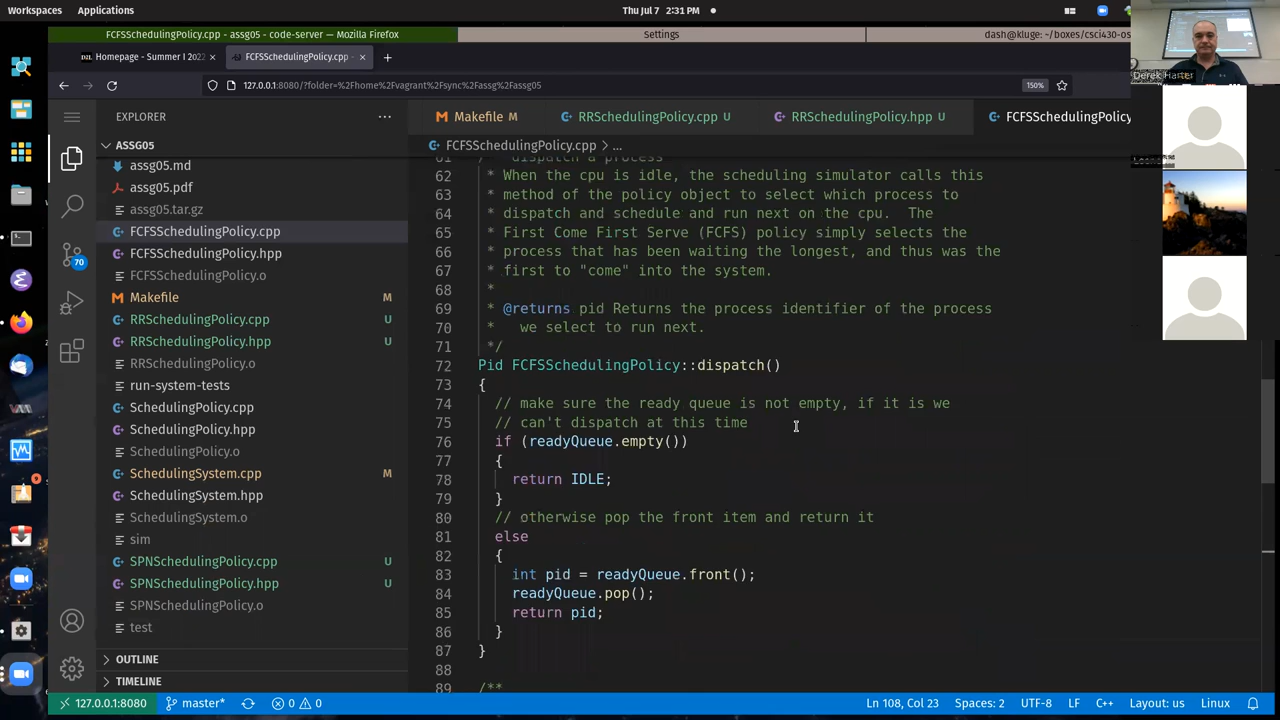 Workspaces Applications Thu Jul 7 2:31 PM
FCFSSchedulingPolicy.cpp - assg05 - code-server — Mozilla Firefox Settings dash@kluge: ~/boxes/csci430-os
Homepage - Summer I 2022 FCFSSchedulingPolicy.cpp -
127.0.0.1:8080/?folder=%2Fhome%2Fvagrant%2Fsync%2Fassg%2Fassg05 150%
Derek Harter
EXPLORER
Makefile M RRSchedulingPolicy.cpp U RRSchedulingPolicy.hpp U FCFSSchedulingPolicy
FCFSSchedulingPolicy.cpp > ...
ASSG05
assg05.md
assg05.pdf
assg05.tar.gz
FCFSSchedulingPolicy.cpp
FCFSSchedulingPolicy.hpp
FCFSSchedulingPolicy.o
Makefile M
RRSchedulingPolicy.cpp U
RRSchedulingPolicy.hpp U
RRSchedulingPolicy.o
run-system-tests
SchedulingPolicy.cpp
SchedulingPolicy.hpp
SchedulingPolicy.o
SchedulingSystem.cpp M
SchedulingSystem.hpp
SchedulingSystem.o
sim
SPNSchedulingPolicy.cpp U
SPNSchedulingPolicy.hpp U
SPNSchedulingPolicy.o
test
OUTLINE
TIMELINE
70
9
61 dispatch a process
62 * When the cpu is idle, the scheduling simulator calls this
63 * method of the policy object to select which process to
64 * dispatch and schedule and run next on the cpu. The
65 * First Come First Serve (FCFS) policy simply selects the
66 * process that has been waiting the longest, and thus was the
67 * first to "come" into the system.
68 *
69 * @returns pid Returns the process identifier of the process
70 * we select to run next.
71 */
72 Pid FCFSSchedulingPolicy::dispatch()
73 {
74 // make sure the ready queue is not empty, if it is we
75 // can't dispatch at this time
76 if (readyQueue.empty())
77 {
78 return IDLE;
79 }
80 // otherwise pop the front item and return it
81 else
82 {
83 int pid = readyQueue.front();
84 readyQueue.pop();
85 return pid;
86 }
87 }
88
89 /**
127.0.0.1:8080 master* 0 0 Ln 108, Col 23 Spaces: 2 UTF-8 LF C++ Layout: us Linux